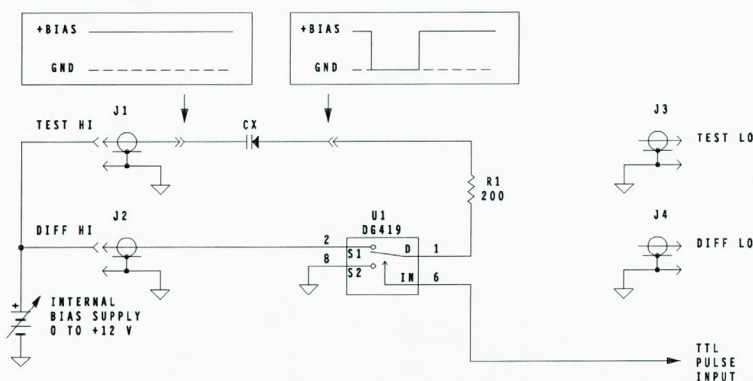 +BIAS
GND
+BIAS
GND
J1
CX
J3
TEST HI
TEST LO
R1
200
J2
U1
DG419
J4
DIFF HI
2
D
1
DIFF LO
S1
8
S2
IN
6
+
INTERNAL
BIAS SUPPLY
0 TO +12 V
TTL
PULSE
INPUT